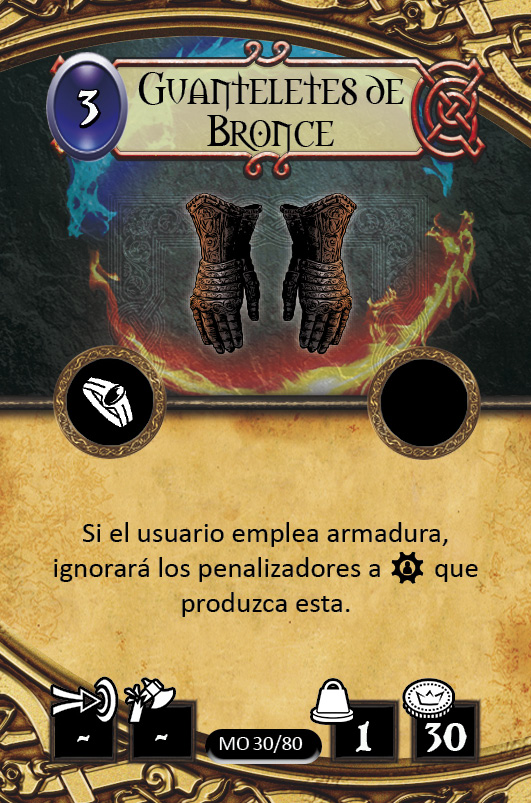 3
Guanteletes de
Bronce
Si el usuario emplea armadura,
ignorará los penalizadores a que
produzca esta.
~
~
MO 30/80
1
30